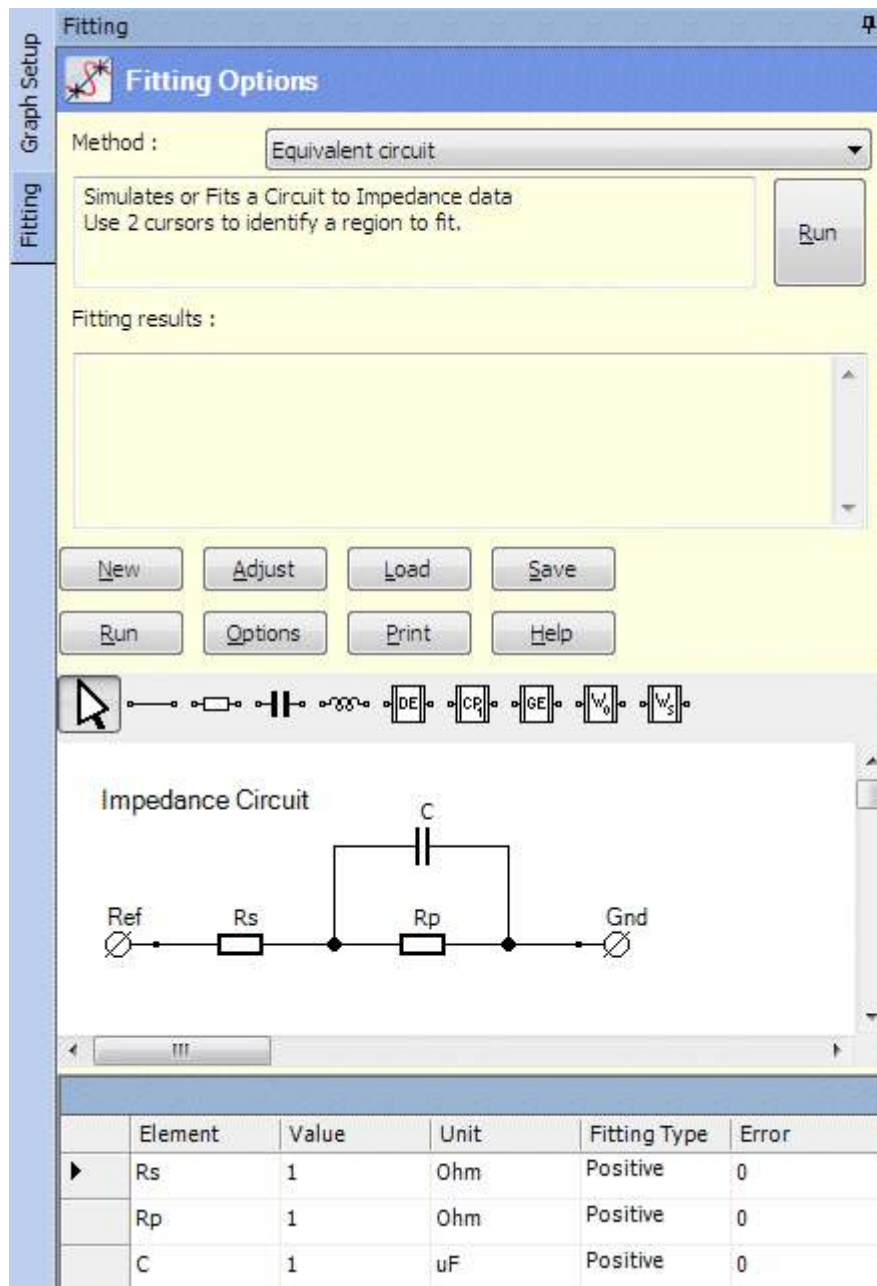 Fitting
Graph Setup
Fitting
Fitting Options
Method :
Equivalent circuit
Simulates or Fits a Circuit to Impedance data
Use 2 cursors to identify a region to fit.
Run
Fitting results :
New Adjust Load Save
Run Options Print Help
DE CP1 GE Wo Ws
Impedance Circuit
C
Ref Rs Rp Gnd
Element Value Unit Fitting Type Error
Rs 1 Ohm Positive 0
Rp 1 Ohm Positive 0
C 1 uF Positive 0